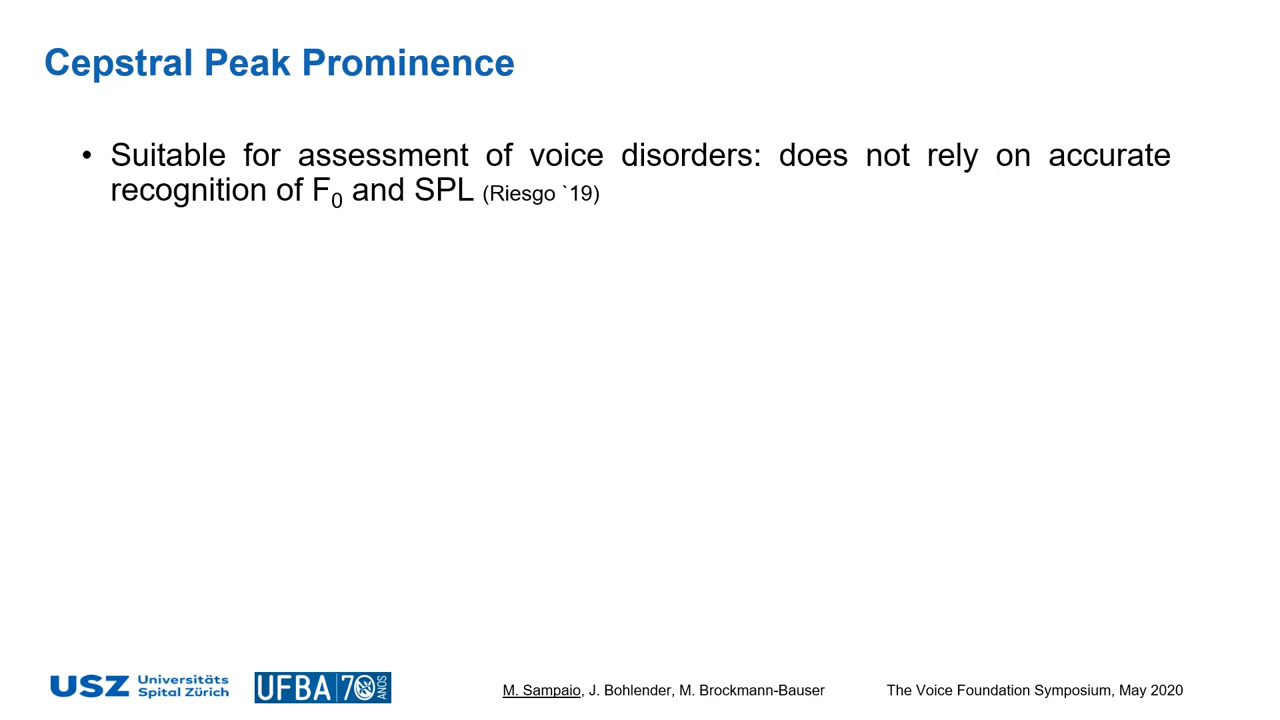 Cepstral Peak Prominence
• Suitable for assessment of voice disorders: does not rely on accurate
recognition of F₀ and SPL (Riesgo `19)
USZ Universitäts
Spital Zürich
UFBA 70 ANOS
M. Sampaio, J. Bohlender, M. Brockmann-Bauser
The Voice Foundation Symposium, May 2020